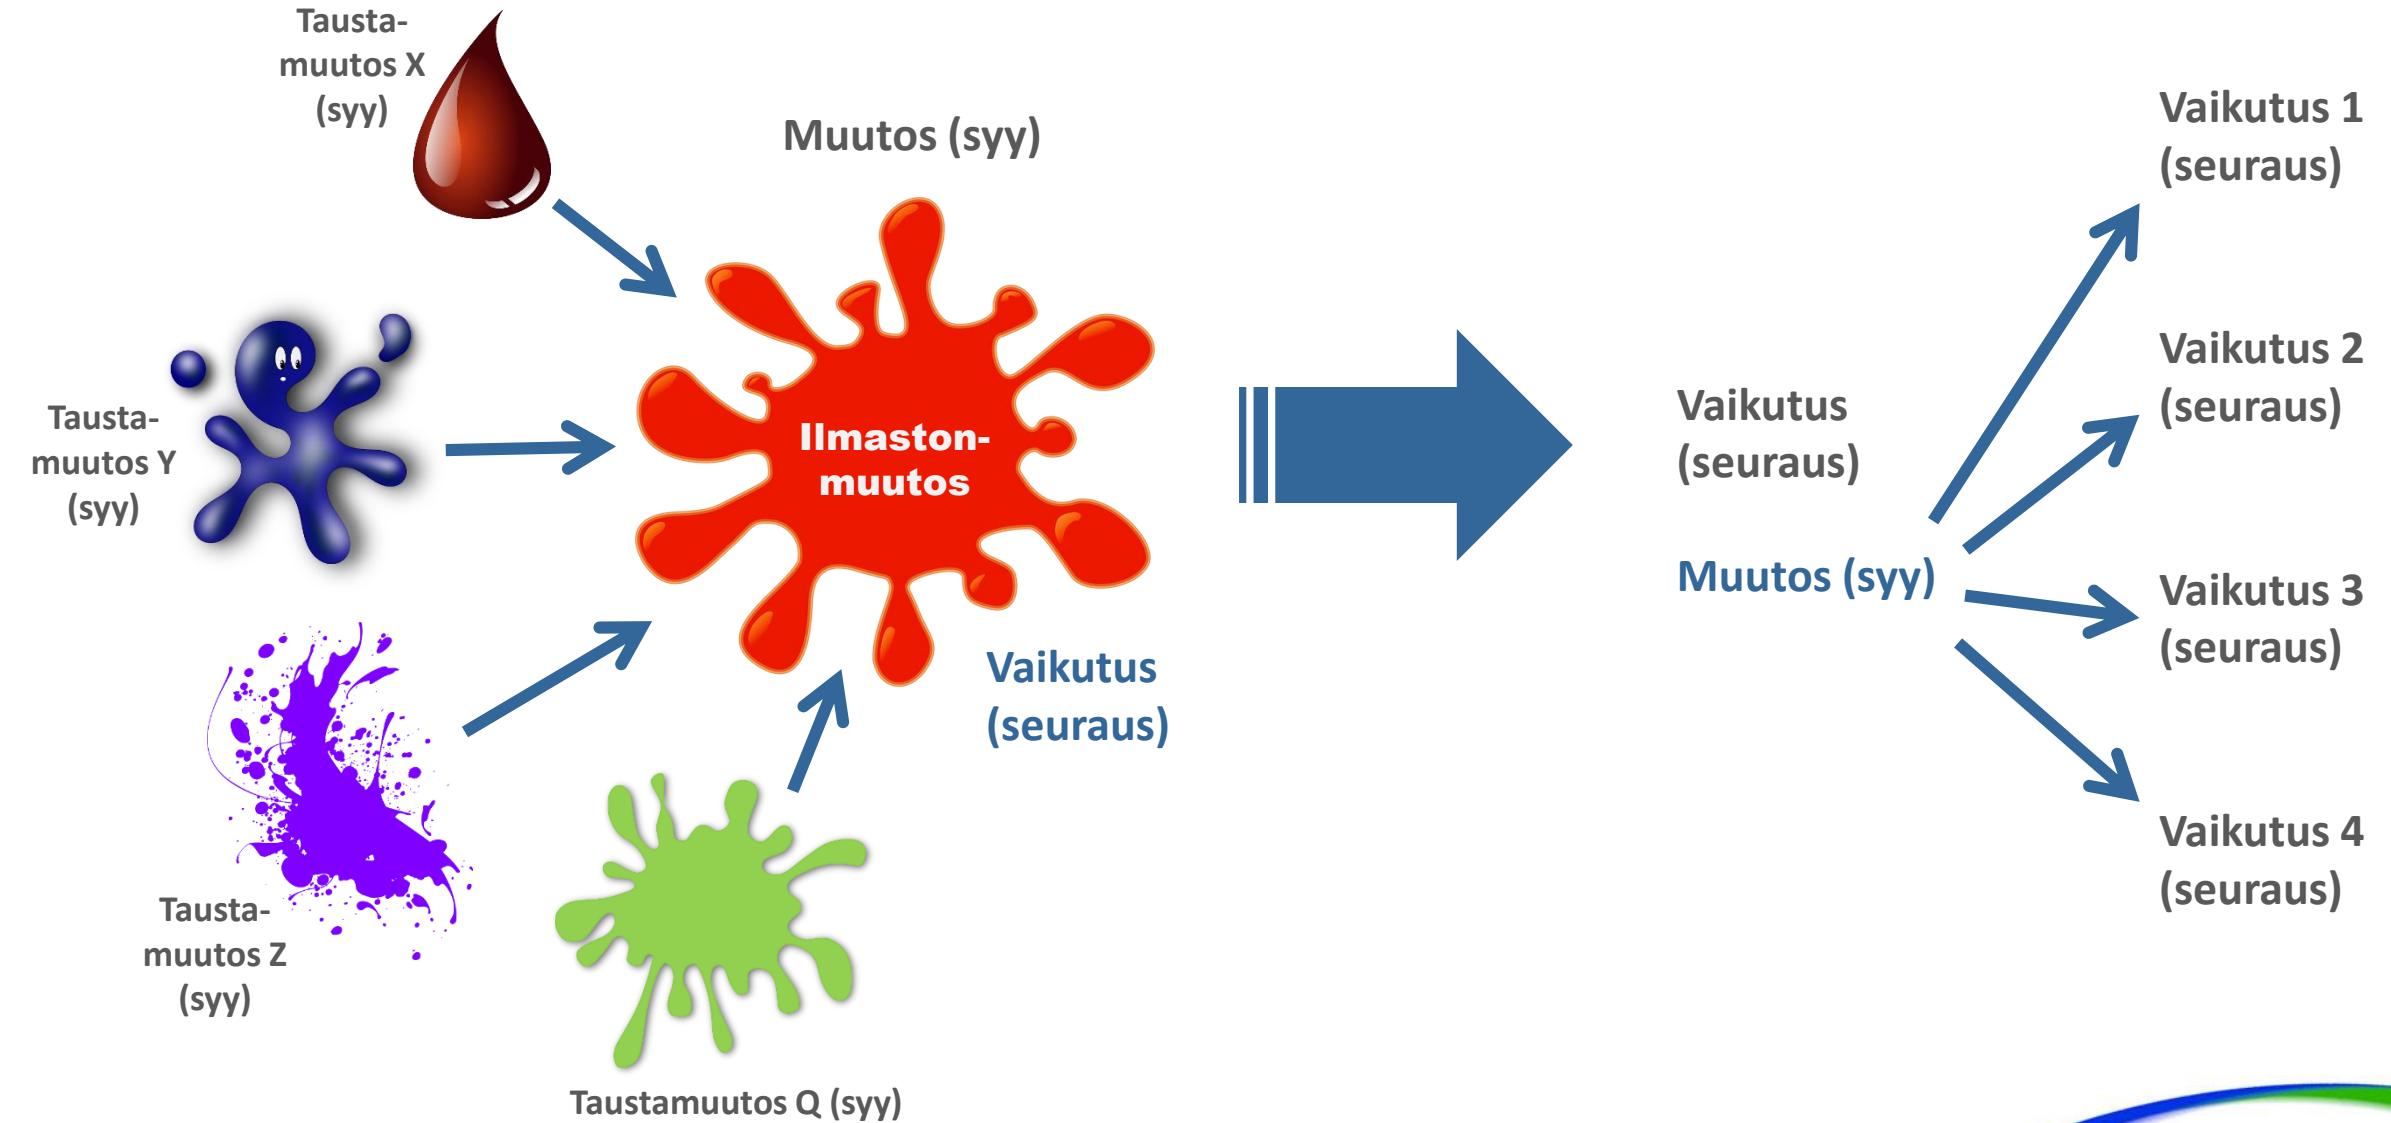 Tausta-
muutos X
(syy)
Muutos (syy)
Tausta-
muutos Y
(syy)
Ilmaston-
muutos
Tausta-
muutos Z
(syy)
Vaikutus
(seuraus)
Taustamuutos Q (syy)
Vaikutus
(seuraus)
Muutos (syy)
Vaikutus 1
(seuraus)
Vaikutus 2
(seuraus)
Vaikutus 3
(seuraus)
Vaikutus 4
(seuraus)